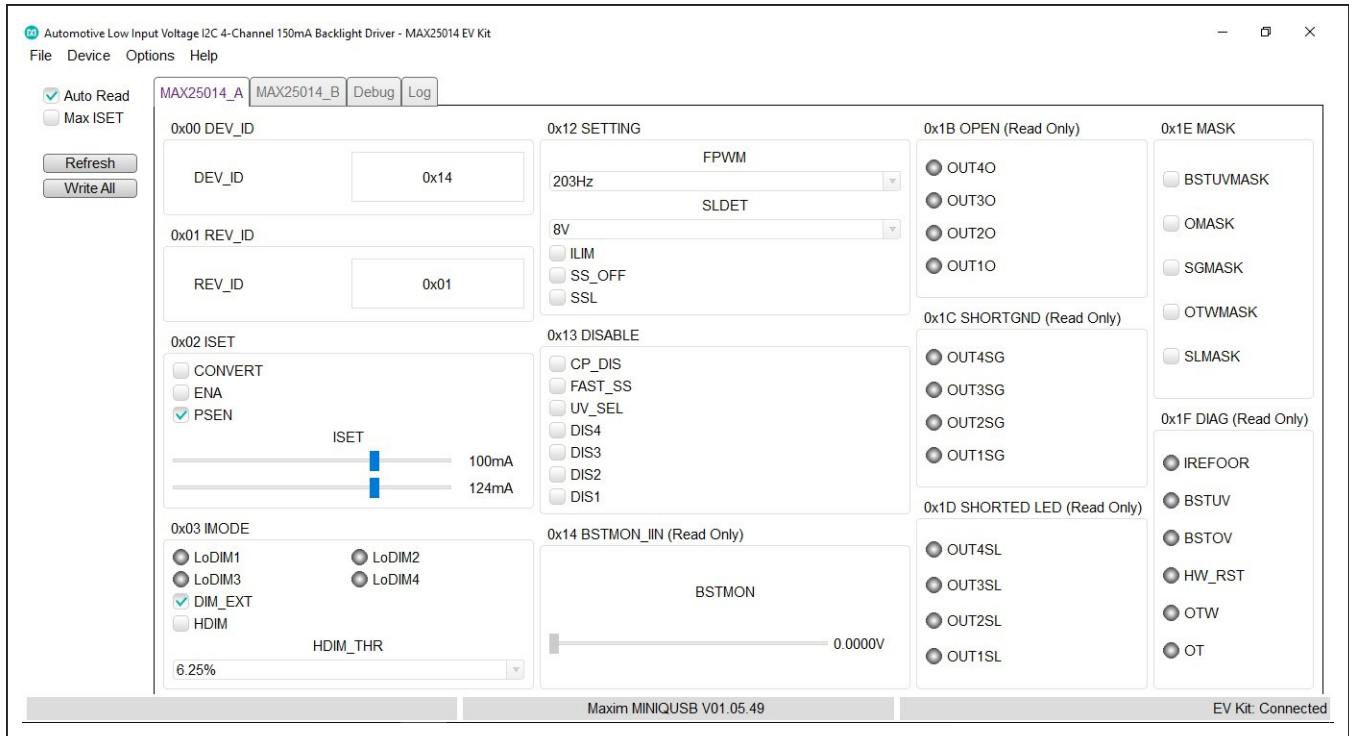 Automotive Low Input Voltage I2C 4-Channel 150mA Backlight Driver - MAX25014 EV Kit
File Device Options Help
Auto Read
Max ISET
Refresh
Write All
MAX25014_A MAX25014_B Debug Log
0x00 DEV_ID
DEV_ID 0x14
0x01 REV_ID
REV_ID 0x01
0x02 ISET
CONVERT
ENA
PSEN
ISET
100mA
124mA
0x03 IMODE
LoDIM1 LoDIM2
LoDIM3 LoDIM4
DIM_EXT
HDIM
HDIM_THR
6.25%
0x12 SETTING
FPWM
203Hz
SLDET
8V
ILIM
SS_OFF
SSL
0x13 DISABLE
CP_DIS
FAST_SS
UV_SEL
DIS4
DIS3
DIS2
DIS1
0x14 BSTMON_IIN (Read Only)
BSTMON
0.0000V
0x1B OPEN (Read Only)
OUT4O
OUT3O
OUT2O
OUT1O
0x1C SHORTGND (Read Only)
OUT4SG
OUT3SG
OUT2SG
OUT1SG
0x1D SHORTED LED (Read Only)
OUT4SL
OUT3SL
OUT2SL
OUT1SL
0x1E MASK
BSTUVMASK
OMASK
SGMASK
OTWMASK
SLMASK
0x1F DIAG (Read Only)
IREFOOR
BSTUV
BSTOV
HW_RST
OTW
OT
Maxim MINIQUSB V01.05.49
EV Kit: Connected